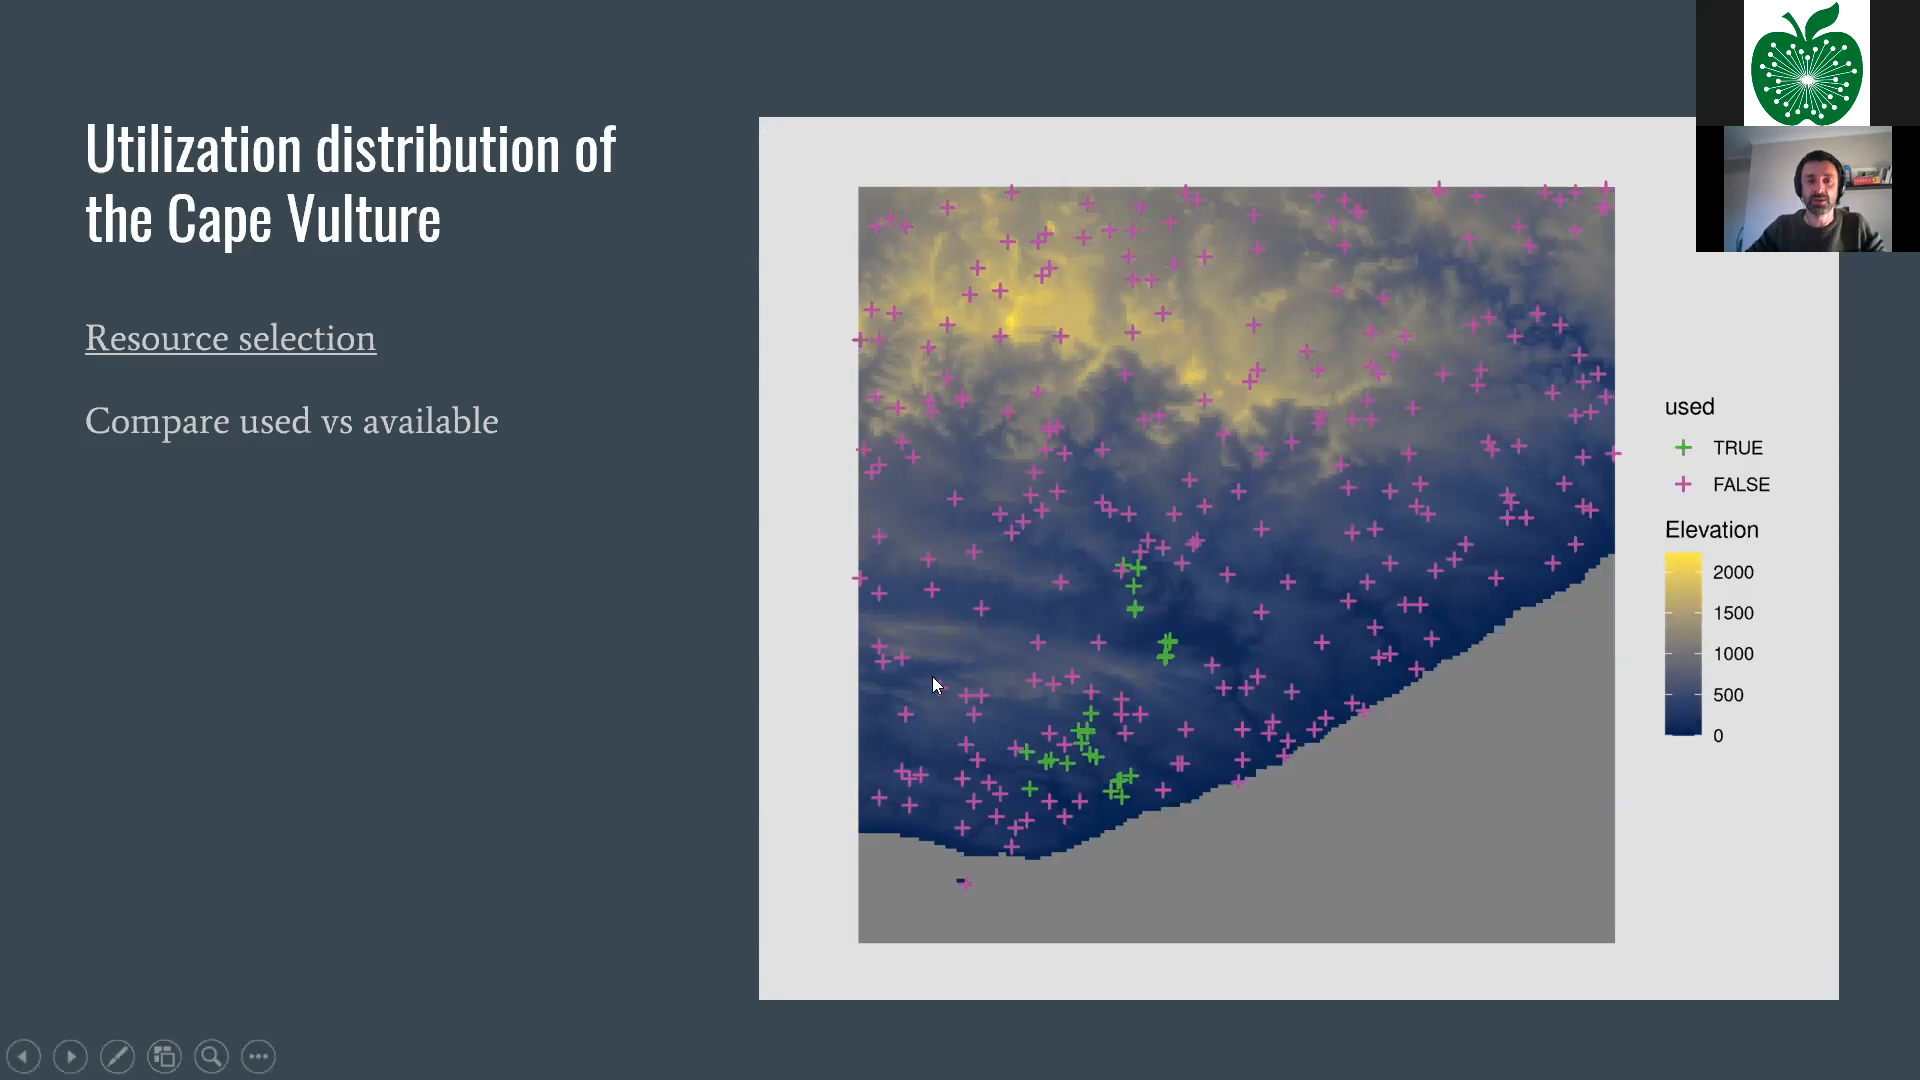 Utilization distribution of
the Cape Vulture
Resource selection
Compare used vs available
used
TRUE
FALSE
Elevation
2000
1500
1000
500
0